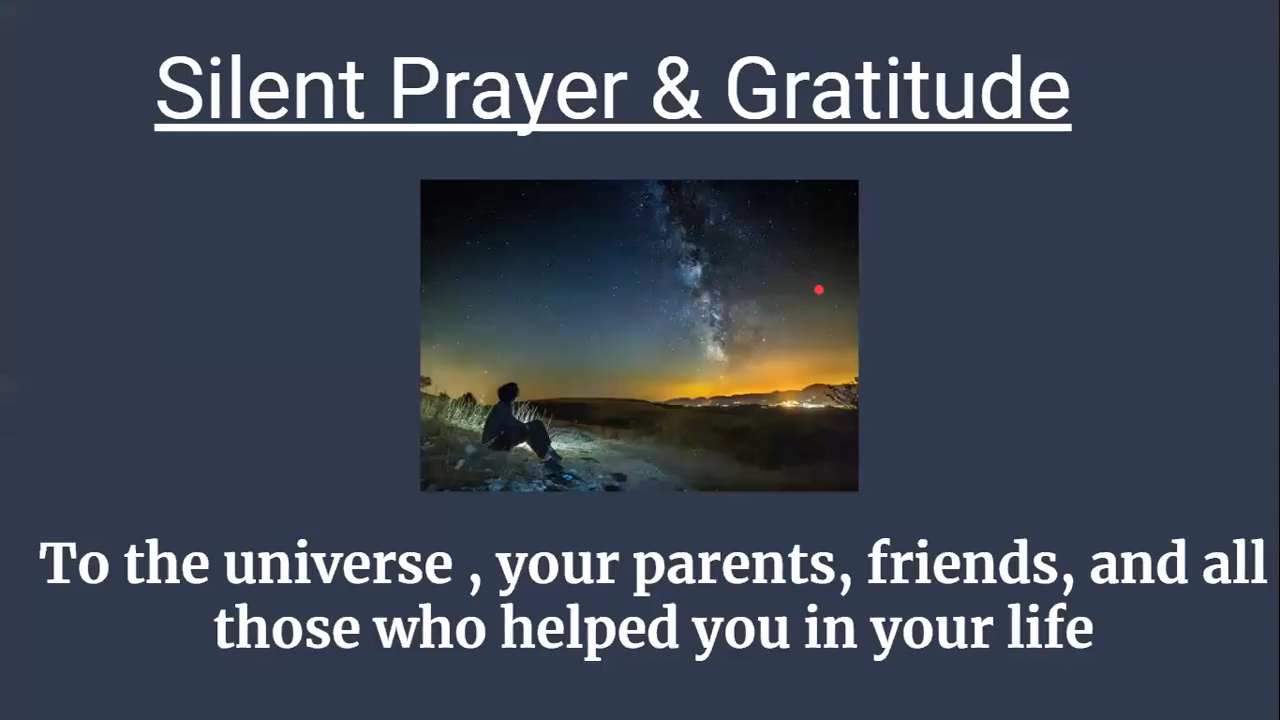 Silent Prayer & Gratitude
To the universe , your parents, friends, and all
those who helped you in your life